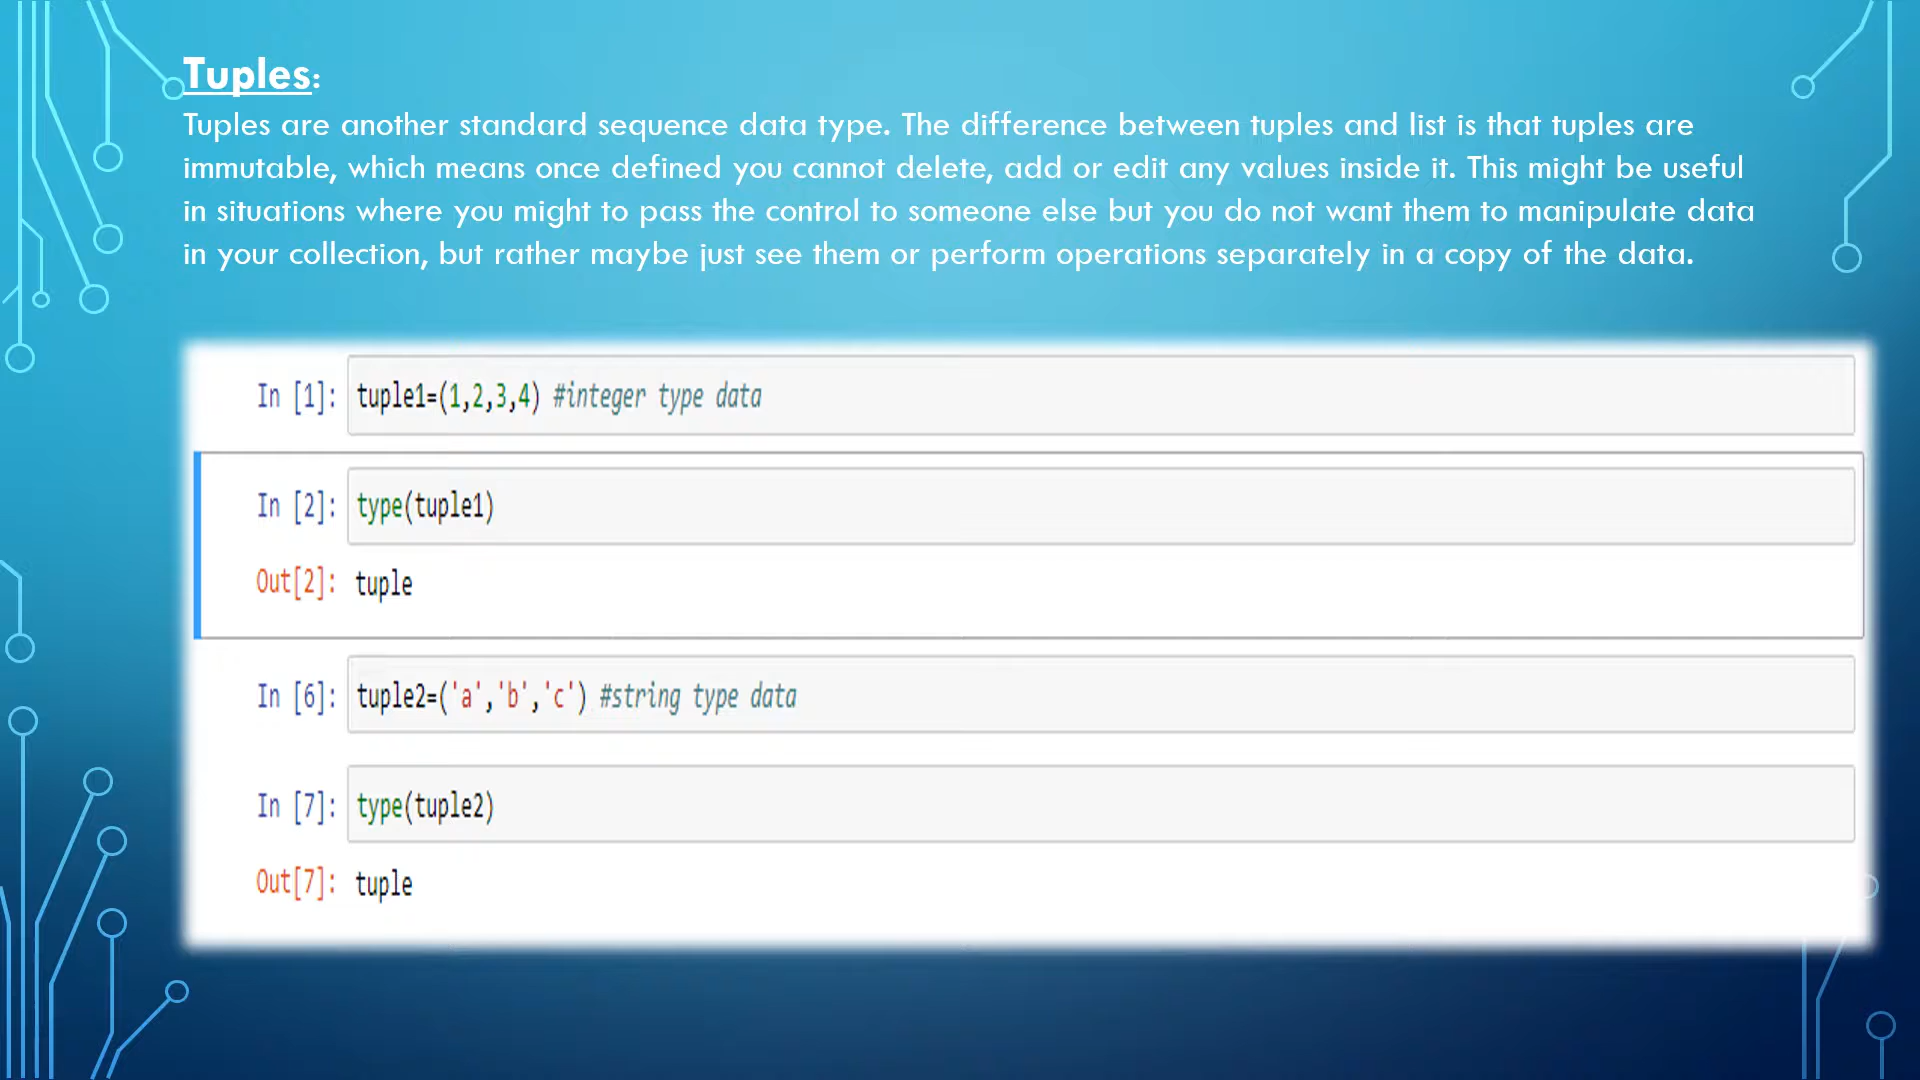 Tuples:
Tuples are another standard sequence data type. The difference between tuples and list is that tuples are
immutable, which means once defined you cannot delete, add or edit any values inside it. This might be useful
in situations where you might to pass the control to someone else but you do not want them to manipulate data
in your collection, but rather maybe just see them or perform operations separately in a copy of the data.
In [1]: tuple1=(1,2,3,4) #integer type data
In [2]: type(tuple1)
Out[2]: tuple
In [6]: tuple2=('a','b','c') #string type data
In [7]: type(tuple2)
Out[7]: tuple